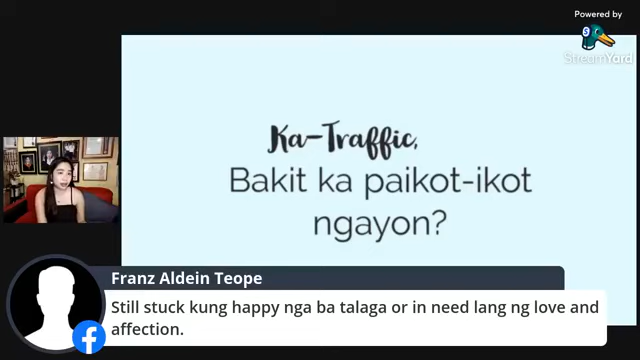 Powered by
StreamYard
Ka-Traffic,
Bakit ka paikot-ikot
ngayon?
Franz Aldein Teope
Still stuck kung happy nga ba talaga or in need lang ng love and
affection.